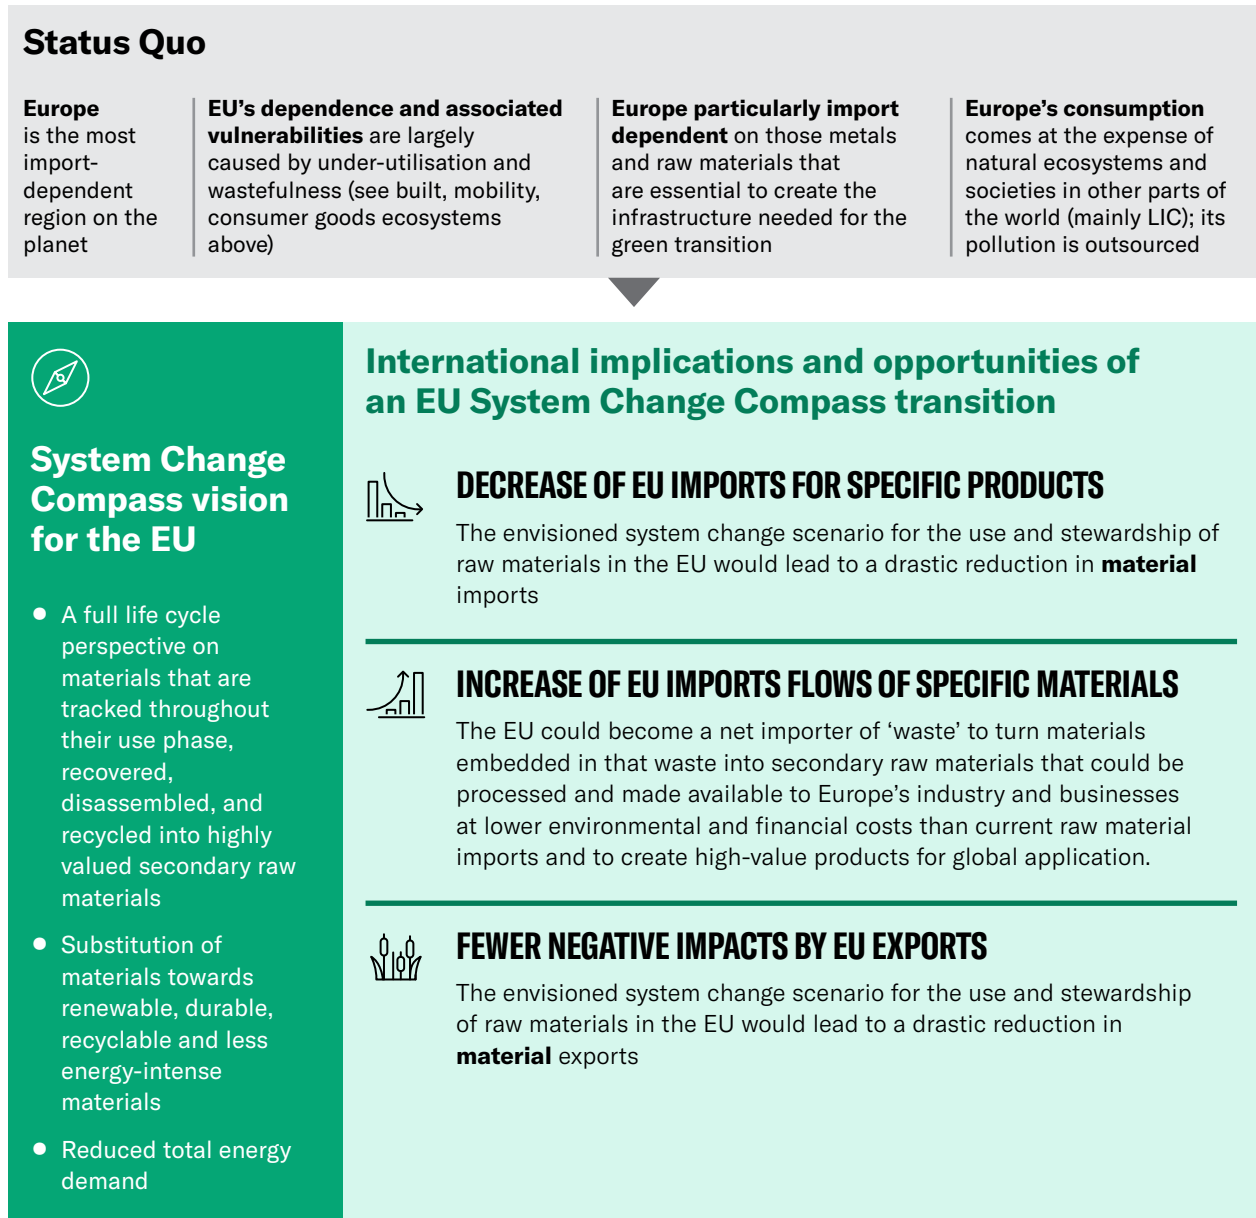 Status Quo
Europe
is the most
import-
dependent
region on the
planet
EU’s dependence and associated
vulnerabilities are largely
caused by under-utilisation and
wastefulness (see built, mobility,
consumer goods ecosystems
above)
Europe particularly import
dependent on those metals
and raw materials that
are essential to create the
infrastructure needed for the
green transition
Europe’s consumption
comes at the expense of
natural ecosystems and
societies in other parts of
the world (mainly LIC); its
pollution is outsourced
System Change
Compass vision
for the EU
• A full life cycle
perspective on
materials that are
tracked throughout
their use phase,
recovered,
disassembled, and
recycled into highly
valued secondary raw
materials
• Substitution of
materials towards
renewable, durable,
recyclable and less
energy-intense
materials
• Reduced total energy
demand
International implications and opportunities of
an EU System Change Compass transition
DECREASE OF EU IMPORTS FOR SPECIFIC PRODUCTS
The envisioned system change scenario for the use and stewardship of
raw materials in the EU would lead to a drastic reduction in material
imports
INCREASE OF EU IMPORTS FLOWS OF SPECIFIC MATERIALS
The EU could become a net importer of ‘waste’ to turn materials
embedded in that waste into secondary raw materials that could be
processed and made available to Europe’s industry and businesses
at lower environmental and financial costs than current raw material
imports and to create high-value products for global application.
FEWER NEGATIVE IMPACTS BY EU EXPORTS
The envisioned system change scenario for the use and stewardship
of raw materials in the EU would lead to a drastic reduction in
material exports